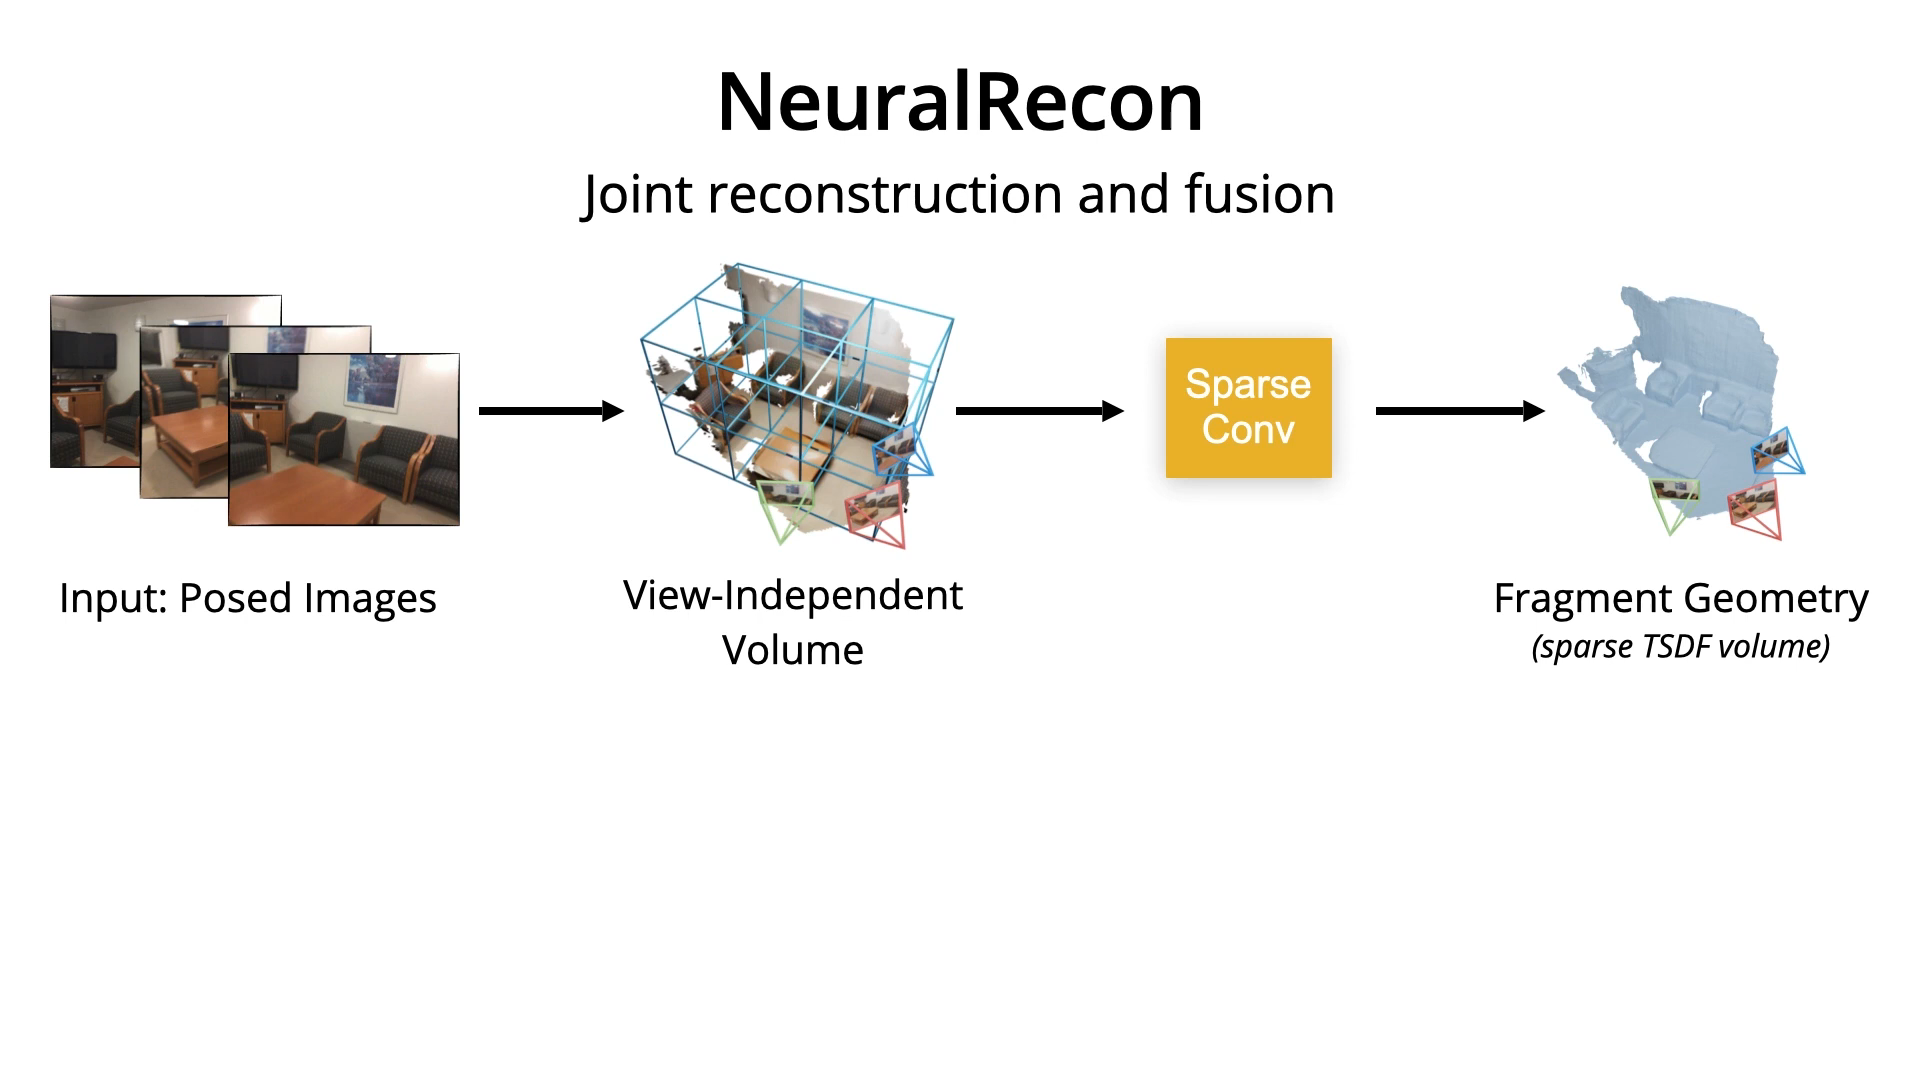 NeuralRecon
Joint reconstruction and fusion
Sparse
Conv
Input: Posed Images
View-Independent
Volume
Fragment Geometry
(sparse TSDF volume)